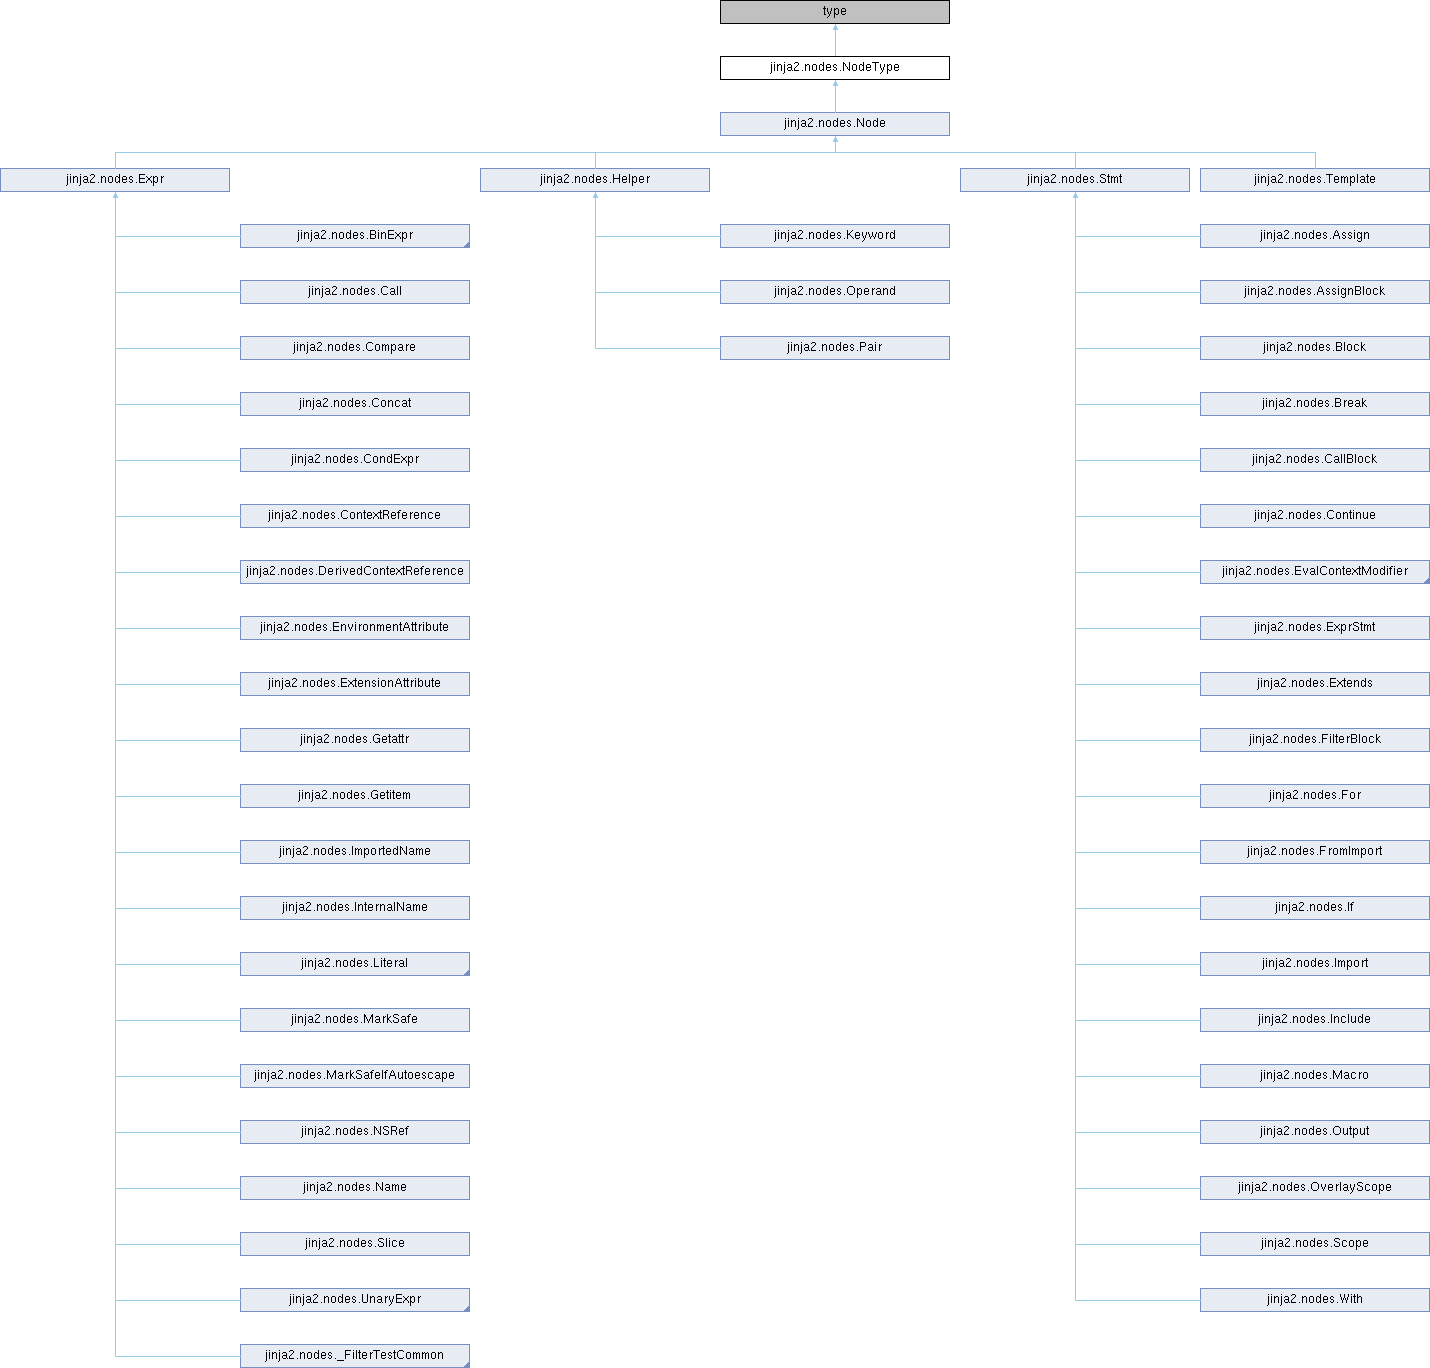 type
jinja2.nodes.NodeType
jinja2.nodes.Node
jinja2.nodes.Expr
jinja2.nodes.Helper
jinja2.nodes.Stmt
jinja2.nodes.Template
jinja2.nodes.BinExpr
jinja2.nodes.Keyword
jinja2.nodes.Assign
jinja2.nodes.Call
jinja2.nodes.Operand
jinja2.nodes.AssignBlock
jinja2.nodes.Compare
jinja2.nodes.Pair
jinja2.nodes.Block
jinja2.nodes.Concat
jinja2.nodes.Break
jinja2.nodes.CondExpr
jinja2.nodes.CallBlock
jinja2.nodes.ContextReference
jinja2.nodes.Continue
jinja2.nodes.DerivedContextReference
jinja2.nodes.EvalContextModifier
jinja2.nodes.EnvironmentAttribute
jinja2.nodes.ExprStmt
jinja2.nodes.ExtensionAttribute
jinja2.nodes.Extends
jinja2.nodes.Getattr
jinja2.nodes.FilterBlock
jinja2.nodes.Getitem
jinja2.nodes.For
jinja2.nodes.ImportedName
jinja2.nodes.FromImport
jinja2.nodes.InternalName
jinja2.nodes.If
jinja2.nodes.Literal
jinja2.nodes.Import
jinja2.nodes.MarkSafe
jinja2.nodes.Include
jinja2.nodes.MarkSafeIfAutoescape
jinja2.nodes.Macro
jinja2.nodes.NSRef
jinja2.nodes.Output
jinja2.nodes.Name
jinja2.nodes.OverlayScope
jinja2.nodes.Slice
jinja2.nodes.Scope
jinja2.nodes.UnaryExpr
jinja2.nodes.With
jinja2.nodes._FilterTestCommon